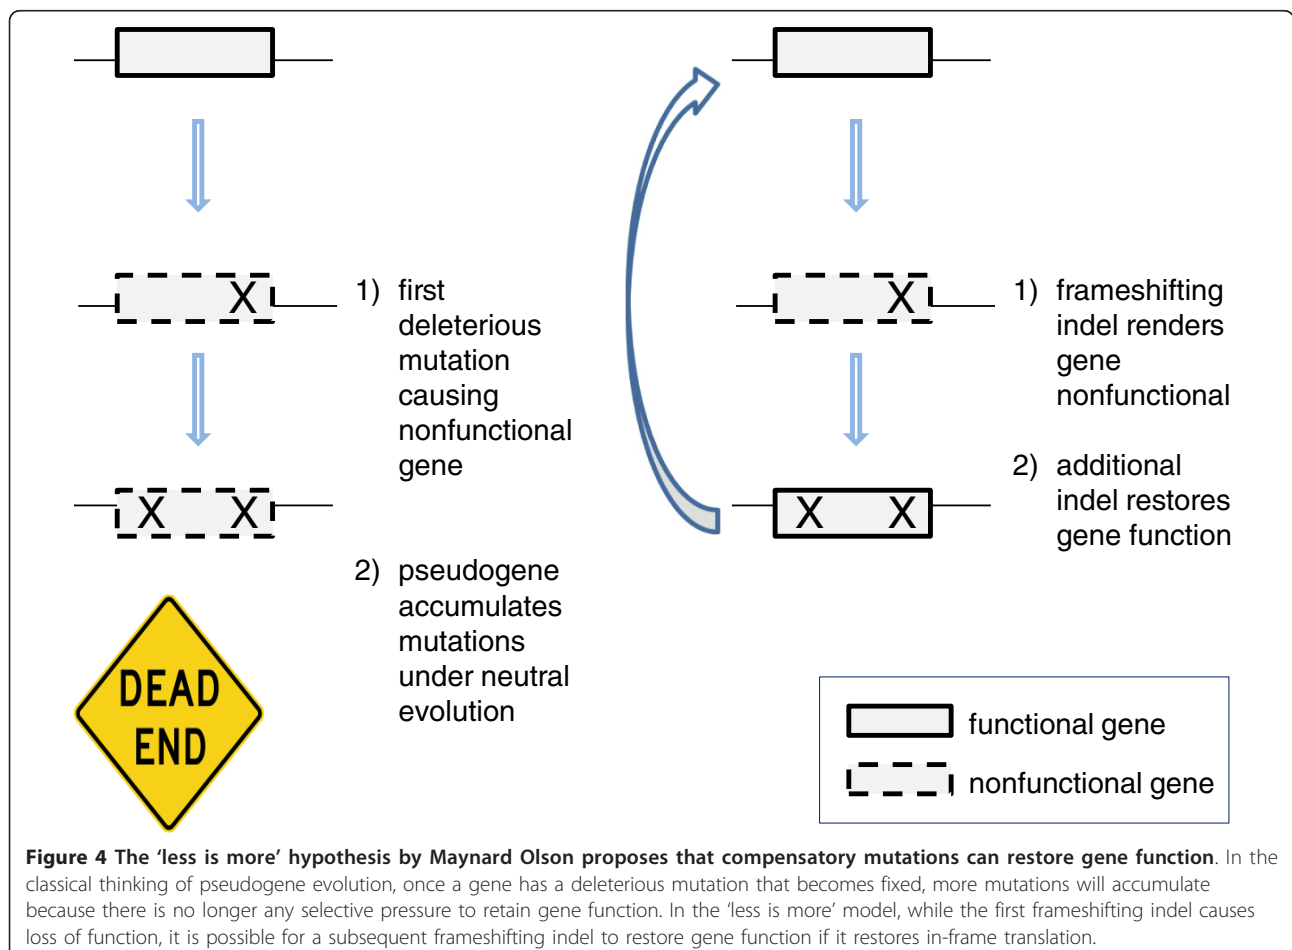 1) first
deleterious
mutation
causing
nonfunctional
gene
2) pseudogene
accumulates
mutations
under neutral
evolution
X
X X
DEAD
END
1) frameshifting
indel renders
gene
nonfunctional
2) additional
indel restores
gene function
X
X X
functional gene
nonfunctional gene
Figure 4 The ‘less is more’ hypothesis by Maynard Olson proposes that compensatory mutations can restore gene function. In the
classical thinking of pseudogene evolution, once a gene has a deleterious mutation that becomes fixed, more mutations will accumulate
because there is no longer any selective pressure to retain gene function. In the ‘less is more’ model, while the first frameshifting indel causes
loss of function, it is possible for a subsequent frameshifting indel to restore gene function if it restores in-frame translation.